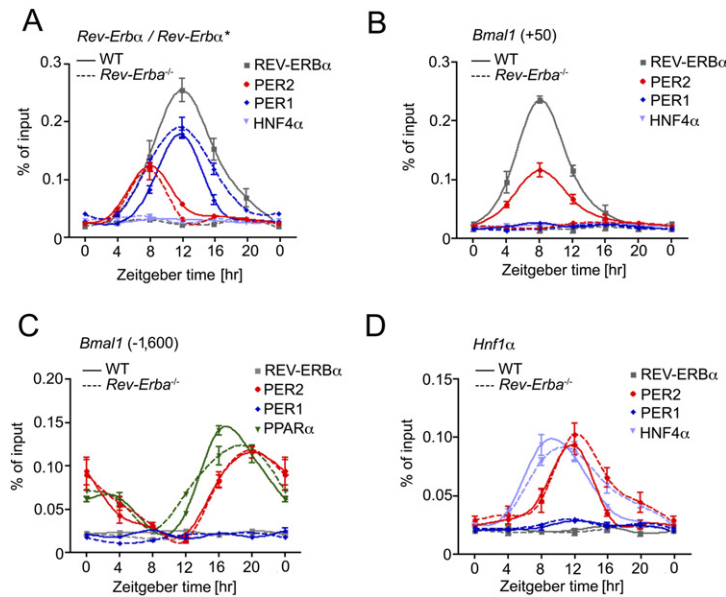 A
Rev-Erbα / Rev-Erbα*
WT
Rev-Erba-/-
REV-ERBα
PER2
PER1
HNF4α
% of input
0.3
0.2
0.1
0
0 4 8 12 16 20 0
Zeitgeber time [hr]
B
Bmal1 (+50)
WT
Rev-Erba-/-
REV-ERBα
PER2
PER1
HNF4α
% of input
0.3
0.2
0.1
0
0 4 8 12 16 20 0
Zeitgeber time [hr]
C
Bmal1 (-1,600)
WT
Rev-Erba-/-
REV-ERBα
PER2
PER1
PPARα
% of input
0.20
0.15
0.10
0.05
0
0 4 8 12 16 20 0
Zeitgeber time [hr]
D
Hnf1α
WT
Rev-Erba-/-
REV-ERBα
PER2
PER1
HNF4α
% of input
0.15
0.10
0.05
0
0 4 8 12 16 20 0
Zeitgeber time [hr]